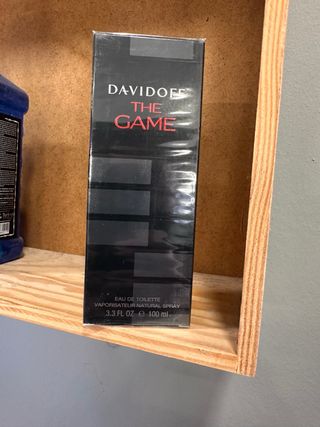 DAVIDOFF
THE
GAME
EAU DE TOILETTE
VAPORISATEUR NATURAL SPRAY
3.3 FL OZ ℮ 100 ml